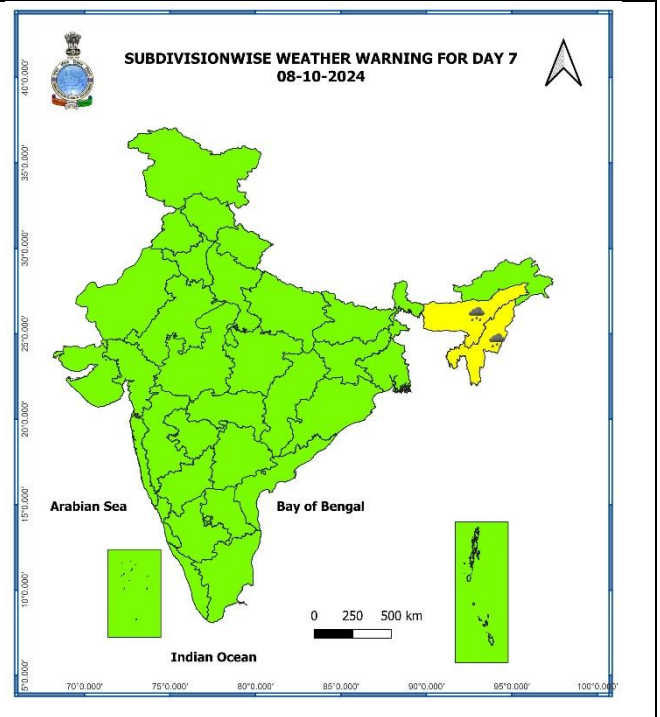 SUBDIVISIONWISE WEATHER WARNING FOR DAY 7
08-10-2024
40°0.000'
35°0.000'
30°0.000'
25°0.000'
20°0.000'
15°0.000'
10°0.000'
5°0.000'
Arabian Sea
Bay of Bengal
0 250 500 km
Indian Ocean
70°0.000' 75°0.000' 80°0.000' 85°0.000' 90°0.000' 95°0.000' 100°0.000'